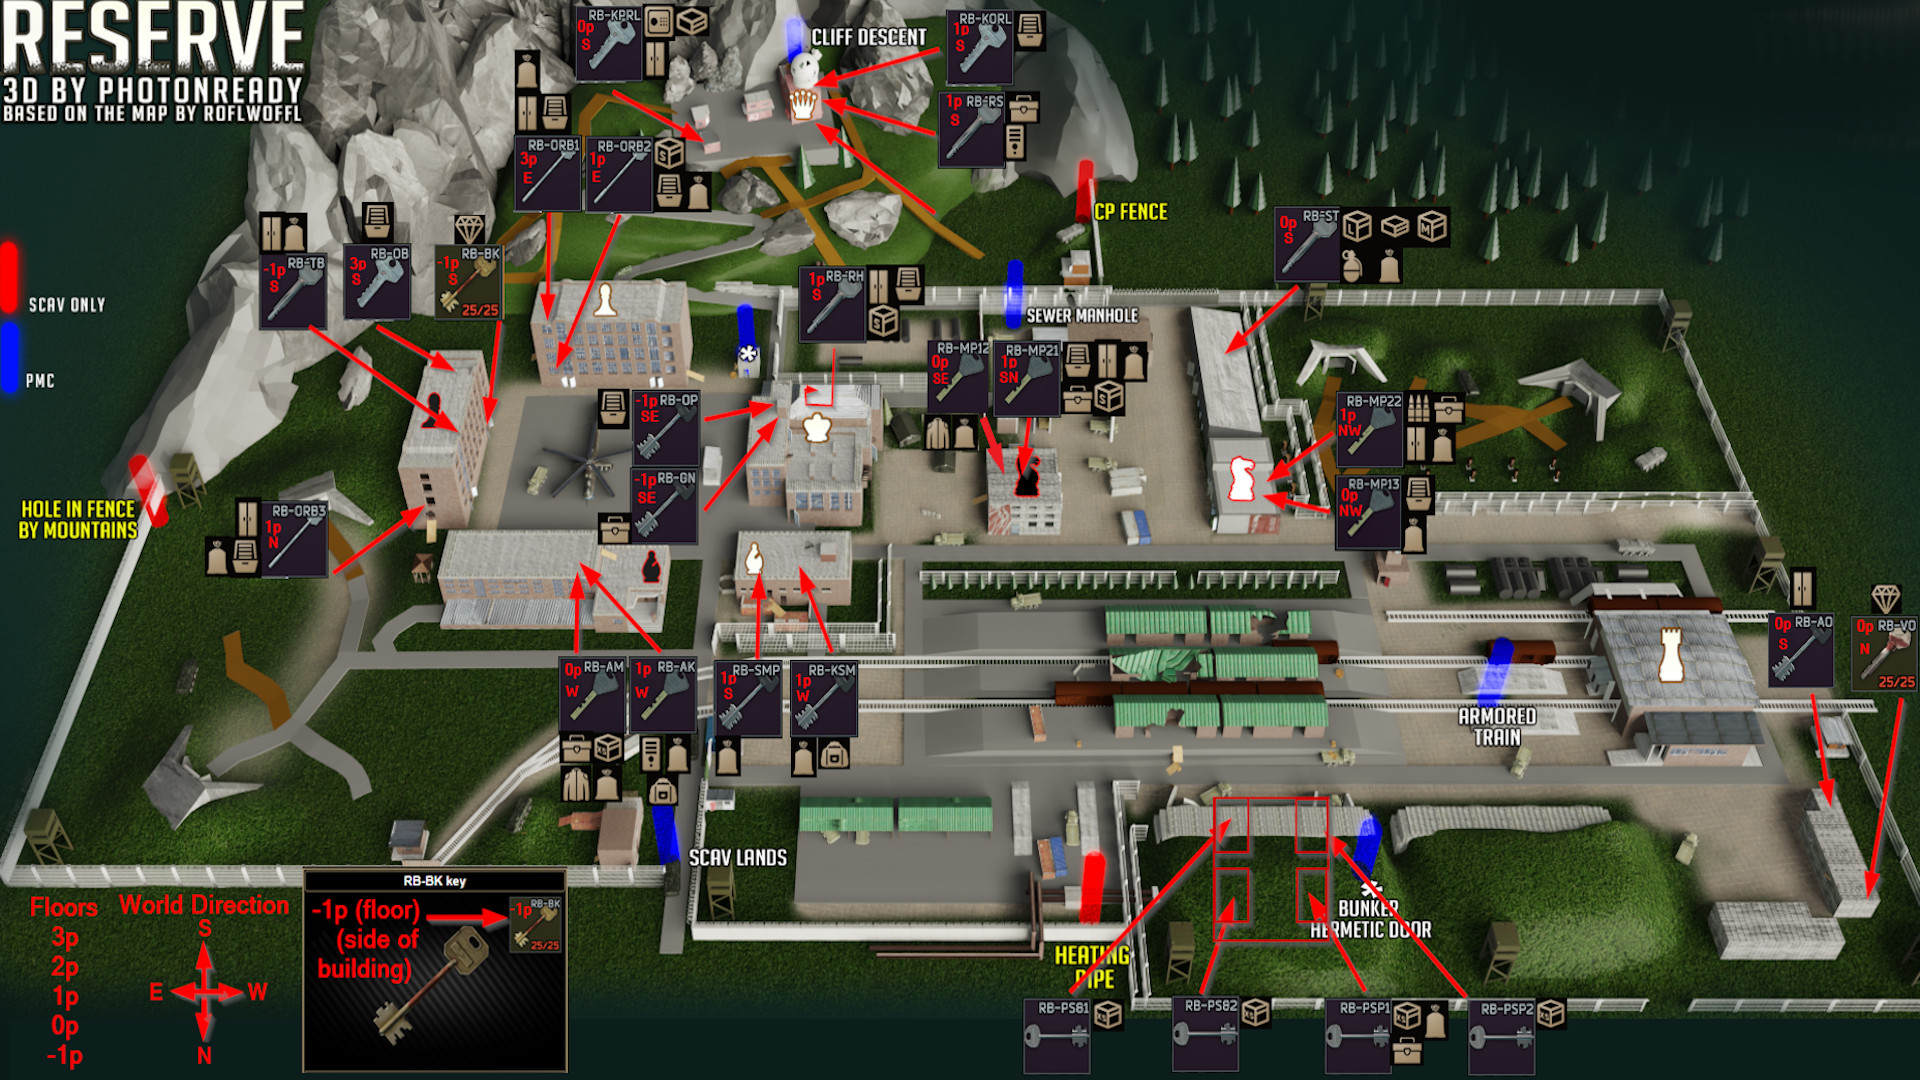 RESERVE
3D BY PHOTONREADY
BASED ON THE MAP BY ROFLWOFFL
SCAV ONLY
PMC
RB-KPRL
0p
S
CLIFF DESCENT
RB-KORL
1p
S
RB-RS
1p
S
RB-ORB1
3p
E
RB-ORB2
1p
E
CP FENCE
RB-ST
0p
S
RB-TB
-1p
S
RB-OB
3p
S
RB-BK
-1p
S
25/25
RB-RH
1p
S
SEWER MANHOLE
RB-MP12
0p
SE
RB-MP21
1p
SN
RB-OP
-1p
SE
RB-GN
-1p
SE
RB-MP22
1p
NW
RB-MP13
0p
NW
HOLE IN FENCE
BY MOUNTAINS
RB-ORB3
1p
N
RB-AM
0p
W
RB-AK
1p
W
RB-SMP
1p
S
RB-KSM
1p
W
RB-AO
0p
S
RB-VO
0p
N
25/25
ARMORED
TRAIN
SCAV LANDS
BUNKER
HERMETIC DOOR
HEATING
PIPE
RB-PS81
RB-PS82
RB-PSP1
RB-PSP2
Floors
3p
2p
1p
0p
-1p
World Direction
S
E
W
N
RB-BK key
-1p (floor)
(side of
building)
-1p
RB-BK
25/25